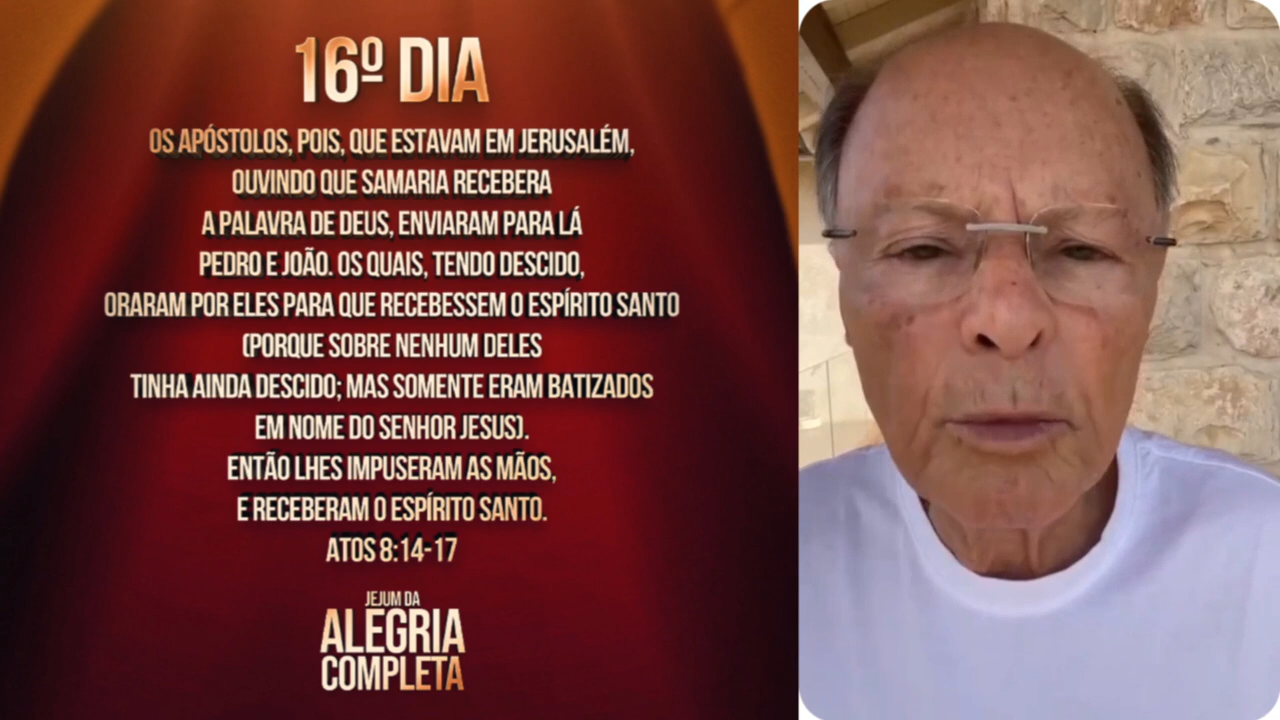 16º DIA
OS APÓSTOLOS, POIS, QUE ESTAVAM EM JERUSALÉM,
OUVINDO QUE SAMARIA RECEBERA
A PALAVRA DE DEUS, ENVIARAM PARA LÁ
PEDRO E JOÃO. OS QUAIS, TENDO DESCIDO,
ORARAM POR ELES PARA QUE RECEBESSEM O ESPÍRITO SANTO
(PORQUE SOBRE NENHUM DELES
TINHA AINDA DESCIDO; MAS SOMENTE ERAM BATIZADOS
EM NOME DO SENHOR JESUS).
ENTÃO LHES IMPUSERAM AS MÃOS,
E RECEBERAM O ESPÍRITO SANTO.
ATOS 8:14-17
JEJUM DA
ALEGRIA
COMPLETA